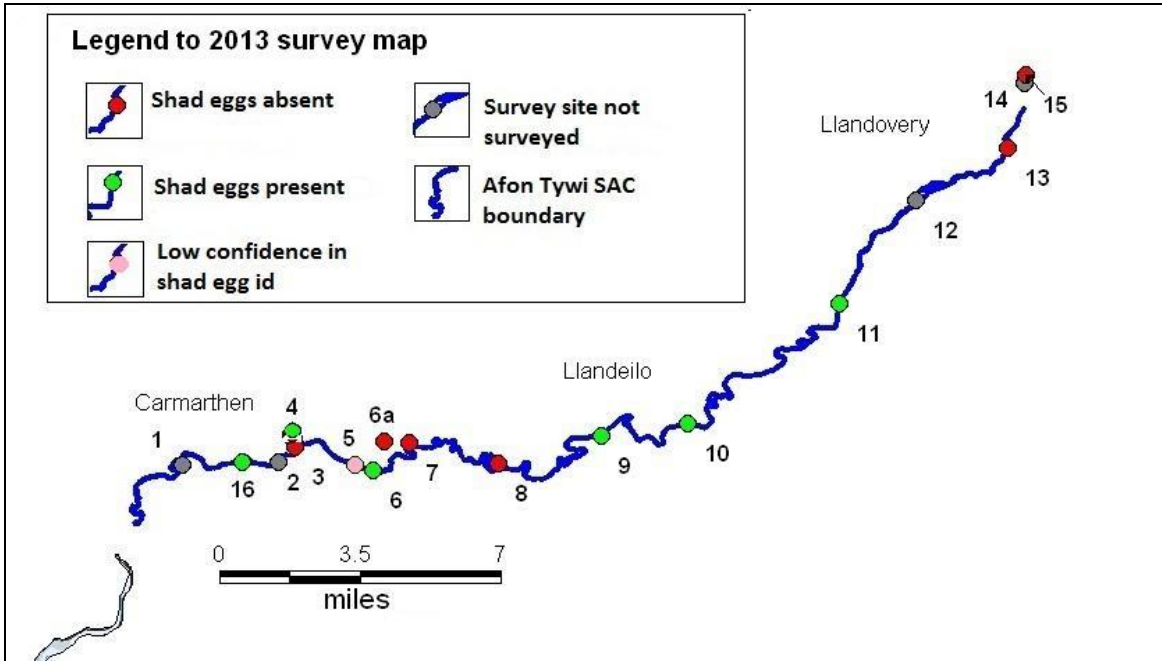 Legend to 2013 survey map
Shad eggs absent
Survey site not
surveyed
Shad eggs present
Afon Tywi SAC
boundary
Low confidence in
shad egg id
14
15
Llandovery
13
12
11
Llandeilo
Carmarthen
4
6a
1
5
16
2
3
6
7
8
9
10
0
3.5
7
miles